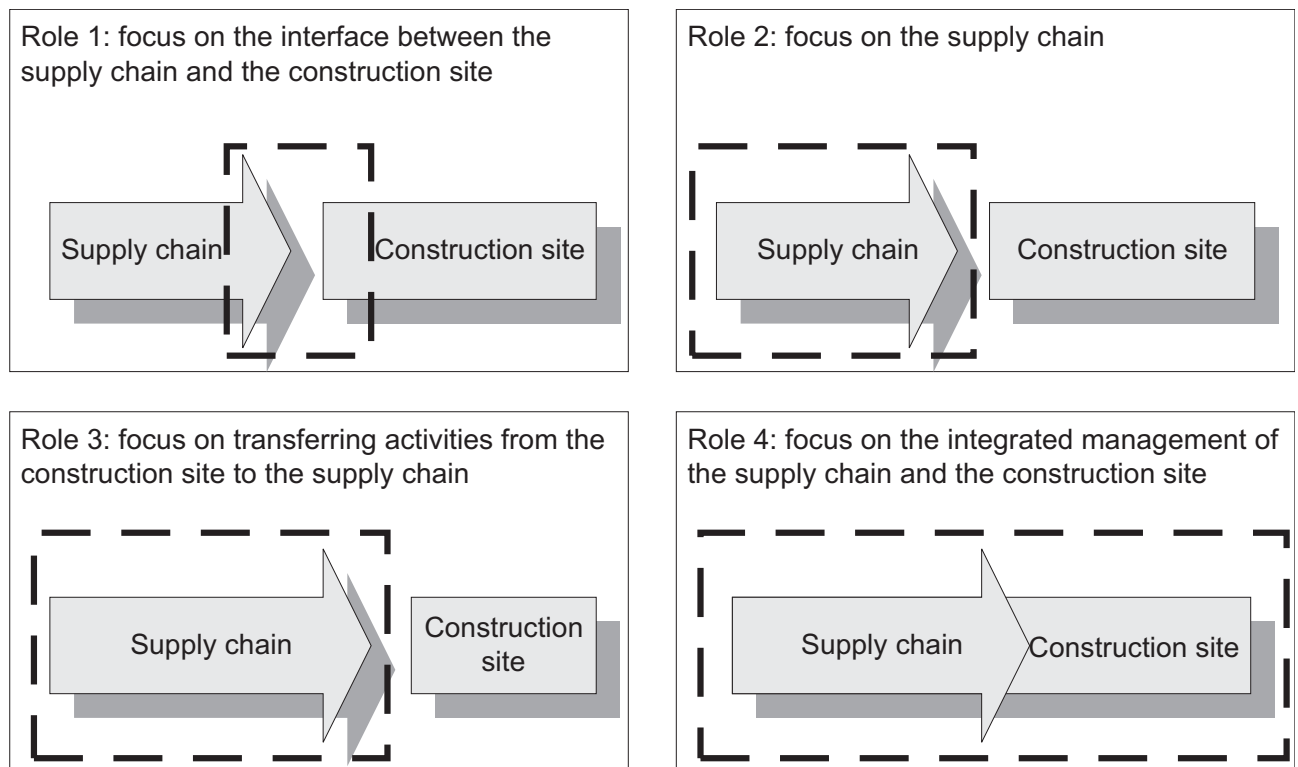 Role 1: focus on the interface between the
supply chain and the construction site
Supply chain
Construction site
Role 2: focus on the supply chain
Supply chain
Construction site
Role 3: focus on transferring activities from the
construction site to the supply chain
Supply chain
Construction
site
Role 4: focus on the integrated management of
the supply chain and the construction site
Supply chain
Construction site